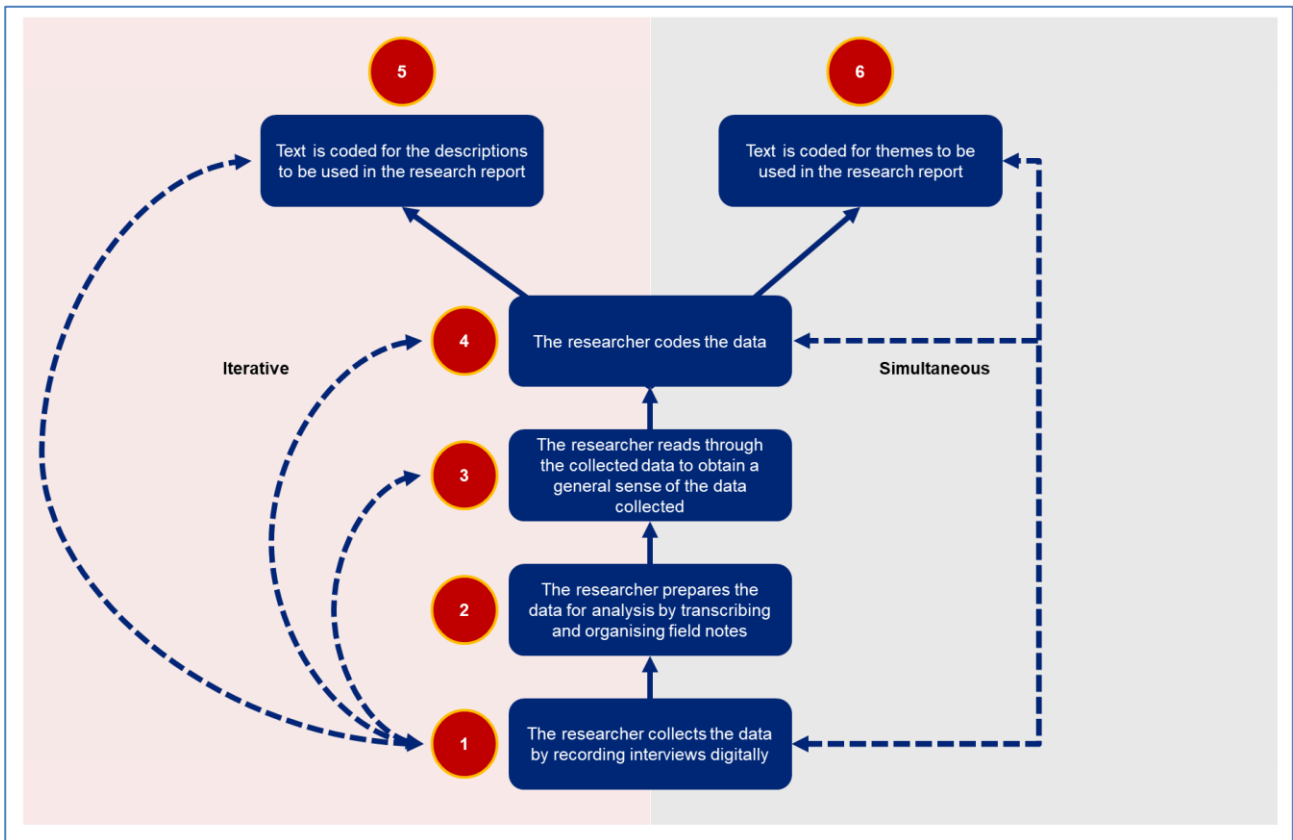 5
6
Text is coded for the descriptions
to be used in the research report
Text is coded for themes to be
used in the research report
4
The researcher codes the data
Iterative
Simultaneous
3
The researcher reads through
the collected data to obtain a
general sense of the data
collected
2
The researcher prepares the
data for analysis by transcribing
and organising field notes
1
The researcher collects the data
by recording interviews digitally